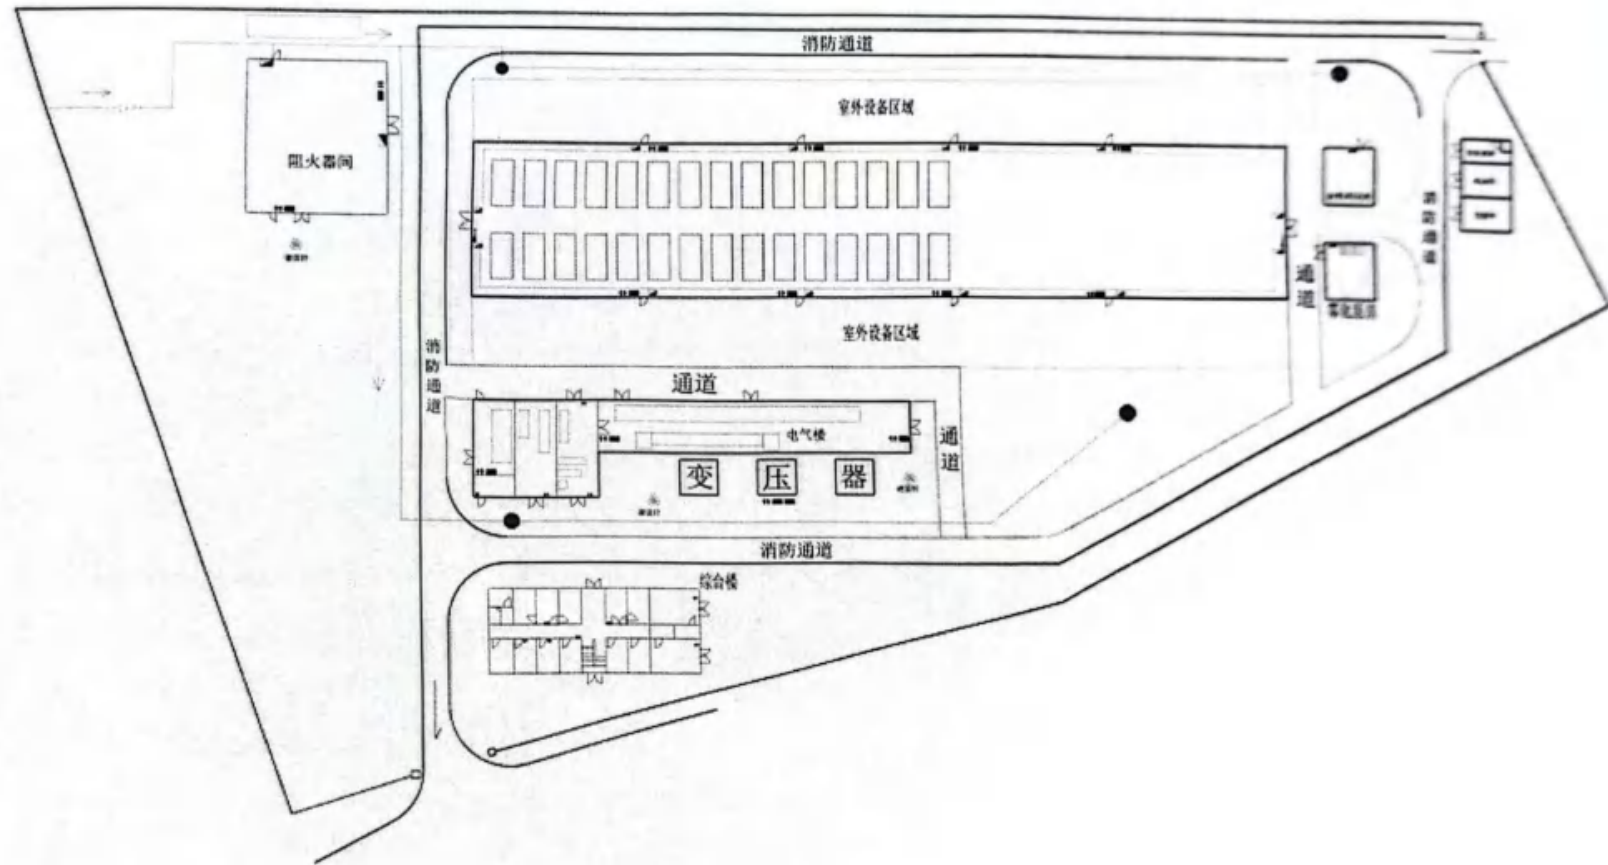 消防通道
室外设备区域
阻火器间
消防通道
通道
室外设备区域
消防通道
通道
电气楼
通道
变 压 器
消防通道
综合楼